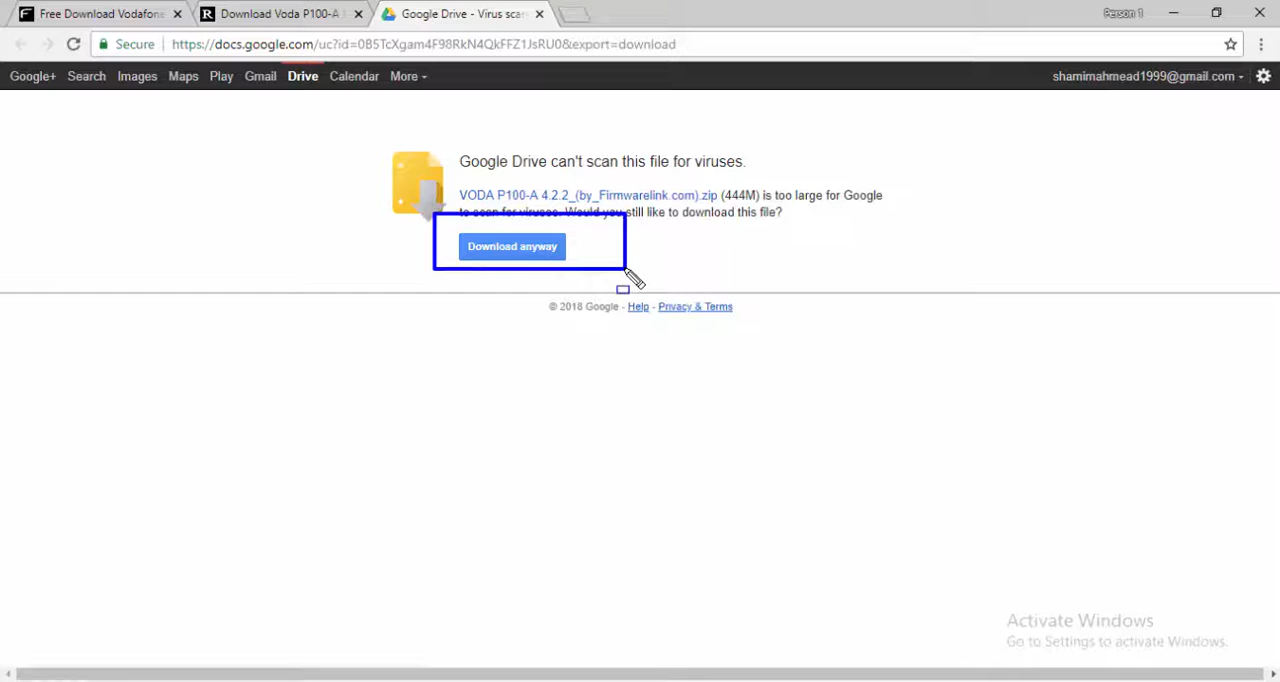 Free Download Vodafone
Download Voda P100-A
Google Drive - Virus scan
Person 1
Secure
https://docs.google.com/uc?id=0B5TcXgam4F98RkN4QkFFZ1JsRU0&export=download
Google+ Search Images Maps Play Gmail Drive Calendar More
shamimahmead1999@gmail.com
Google Drive can't scan this file for viruses.
VODA P100-A 4.2.2_(by_Firmwarelink.com).zip (444M) is too large for Google
to scan for viruses. Would you still like to download this file?
Download anyway
© 2018 Google - Help - Privacy & Terms
Activate Windows
Go to Settings to activate Windows.